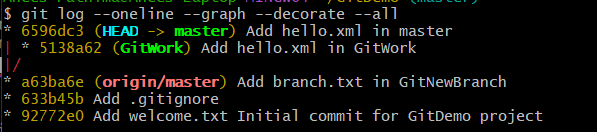 $ git log --oneline --graph --decorate --all
* 6596dc3 (HEAD -> master) Add hello.xml in master
| * 5138a62 (GitWork) Add hello.xml in GitWork
|/
* a63ba6e (origin/master) Add branch.txt in GitNewBranch
* 633b45b Add .gitignore
* 92772e0 Add welcome.txt Initial commit for GitDemo project